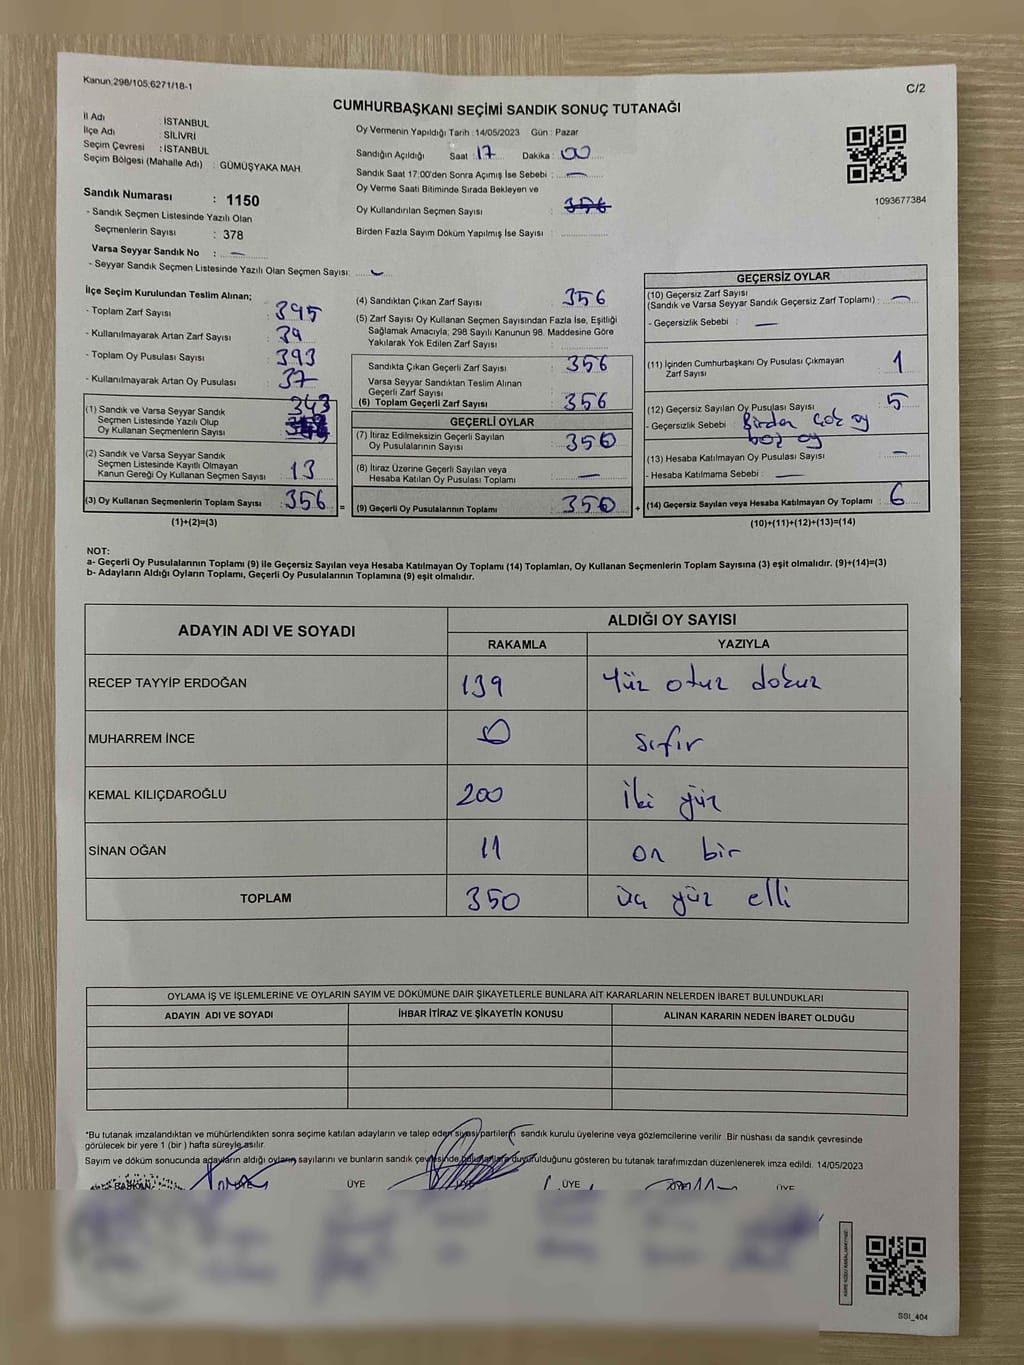 Kanun 298/105,6271/18-1
C/2
CUMHURBAŞKANI SEÇİMİ SANDIK SONUÇ TUTANAĞI
İl Adı : İSTANBUL
İlçe Adı : SİLİVRİ
Seçim Çevresi : İSTANBUL
Seçim Bölgesi (Mahalle Adı) : GÜMÜŞYAKA MAH.
Sandık Numarası : 1150
- Sandık Seçmen Listesinde Yazılı Olan
Seçmenlerin Sayısı : 378
Varsa Seyyar Sandık No : —
- Seyyar Sandık Seçmen Listesinde Yazılı Olan Seçmen Sayısı:
Oy Vermenin Yapıldığı Tarih : 14/05/2023 Gün : Pazar
Sandığın Açıldığı Saat : 17 Dakika : 00
Sandık Saat 17:00'den Sonra Açımış İse Sebebi : —
Oy Verme Saati Bitiminde Sırada Bekleyen ve
Oy Kullandırılan Seçmen Sayısı : 356
Birden Fazla Sayım Döküm Yapılmış İse Sayısı :
1093677384
İlçe Seçim Kurulundan Teslim Alınan;
- Toplam Zarf Sayısı : 395
- Kullanılmayarak Artan Zarf Sayısı : 39
- Toplam Oy Pusulası Sayısı : 393
- Kullanılmayarak Artan Oy Pusulası : 37
(1) Sandık ve Varsa Seyyar Sandık
Seçmen Listesinde Yazılı Olup
Oy Kullanan Seçmenlerin Sayısı : 343
(2) Sandık ve Varsa Seyyar Sandık
Seçmen Listesinde Kayıtlı Olmayan
Kanun Gereği Oy Kullanan Seçmen Sayısı : 13
(3) Oy Kullanan Seçmenlerin Toplam Sayısı : 356
(1)+(2)=(3)
(4) Sandıktan Çıkan Zarf Sayısı : 356
(5) Zarf Sayısı Oy Kullanan Seçmen Sayısından Fazla İse, Eşitliği
Sağlamak Amacıyla; 298 Sayılı Kanunun 98. Maddesine Göre
Yakılarak Yok Edilen Zarf Sayısı :
Sandıkta Çıkan Geçerli Zarf Sayısı : 356
Varsa Seyyar Sandıktan Teslim Alınan
Geçerli Zarf Sayısı :
(6) Toplam Geçerli Zarf Sayısı : 356
GEÇERLİ OYLAR
(7) İtiraz Edilmeksizin Geçerli Sayılan
Oy Pusulalarının Sayısı : 350
(8) İtiraz Üzerine Geçerli Sayılan veya
Hesaba Katılan Oy Pusulası Toplamı : —
= (9) Geçerli Oy Pusulalarının Toplamı : 350 +
GEÇERSİZ OYLAR
(10) Geçersiz Zarf Sayısı
(Sandık ve Varsa Seyyar Sandık Geçersiz Zarf Toplamı) : —
- Geçersizlik Sebebi : —
(11) İçinden Cumhurbaşkanı Oy Pusulası Çıkmayan
Zarf Sayısı : 1
(12) Geçersiz Sayılan Oy Pusulası Sayısı : 5
- Geçersizlik Sebebi : Birden çok oy
boş oy
(13) Hesaba Katılmayan Oy Pusulası Sayısı : —
- Hesaba Katılmama Sebebi : —
(14) Geçersiz Sayılan veya Hesaba Katılmayan Oy Toplamı : 6
(10)+(11)+(12)+(13)=(14)
NOT:
a- Geçerli Oy Pusulalarının Toplamı (9) ile Geçersiz Sayılan veya Hesaba Katılmayan Oy Toplamı (14) Toplamları, Oy Kullanan Seçmenlerin Toplam Sayısına (3) eşit olmalıdır. (9)+(14)=(3)
b- Adayların Aldığı Oyların Toplamı, Geçerli Oy Pusulalarının Toplamına (9) eşit olmalıdır.
ADAYIN ADI VE SOYADI
ALDIĞI OY SAYISI
RAKAMLA YAZIYLA
RECEP TAYYİP ERDOĞAN 139 Yüz otuz dokuz
MUHARREM İNCE 0 sıfır
KEMAL KILIÇDAROĞLU 200 iki yüz
SİNAN OĞAN 11 on bir
TOPLAM 350 üç yüz elli
OYLAMA İŞ VE İŞLEMLERİNE VE OYLARIN SAYIM VE DÖKÜMÜNE DAİR ŞİKAYETLERLE BUNLARA AİT KARARLARIN NELERDEN İBARET BULUNDUKLARI
ADAYIN ADI VE SOYADI İHBAR İTİRAZ VE ŞİKAYETİN KONUSU ALINAN KARARIN NEDEN İBARET OLDUĞU
*Bu tutanak imzalandıktan ve mühürlendikten sonra seçime katılan adayların ve talep eden siyasi partilerin sandık kurulu üyelerine veya gözlemcilerine verilir. Bir nüshası da sandık çevresinde
görülecek bir yere 1 (bir ) hafta süreyle asılır.
Sayım ve döküm sonucunda adayların aldığı oyların sayılarını ve bunların sandık çevresinde bulunanlara duyurulduğunu gösteren bu tutanak tarafımızdan düzenlenerek imza edildi. 14/05/2023
BAŞKAN ÜYE ÜYE ÜYE ÜYE ÜYE
SSI_404